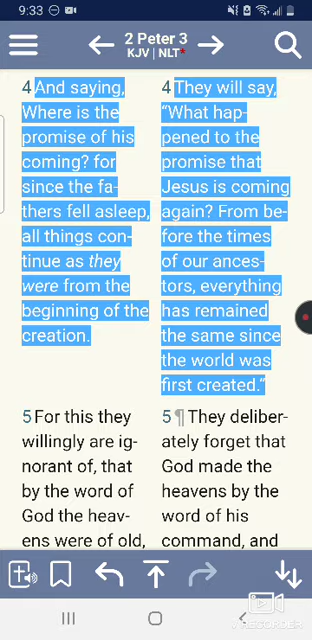 9:33
2 Peter 3
KJV | NLT*
4 And saying,
Where is the
promise of his
coming? for
since the fa-
thers fell asleep,
all things con-
tinue as they
were from the
beginning of the
creation.
5 For this they
willingly are ig-
norant of, that
by the word of
God the heav-
ens were of old,
4 They will say,
“What hap-
pened to the
promise that
Jesus is coming
again? From be-
fore the times
of our ances-
tors, everything
has remained
the same since
the world was
first created.”
5 ¶ They deliber-
ately forget that
God made the
heavens by the
word of his
command, and
V RECORDER